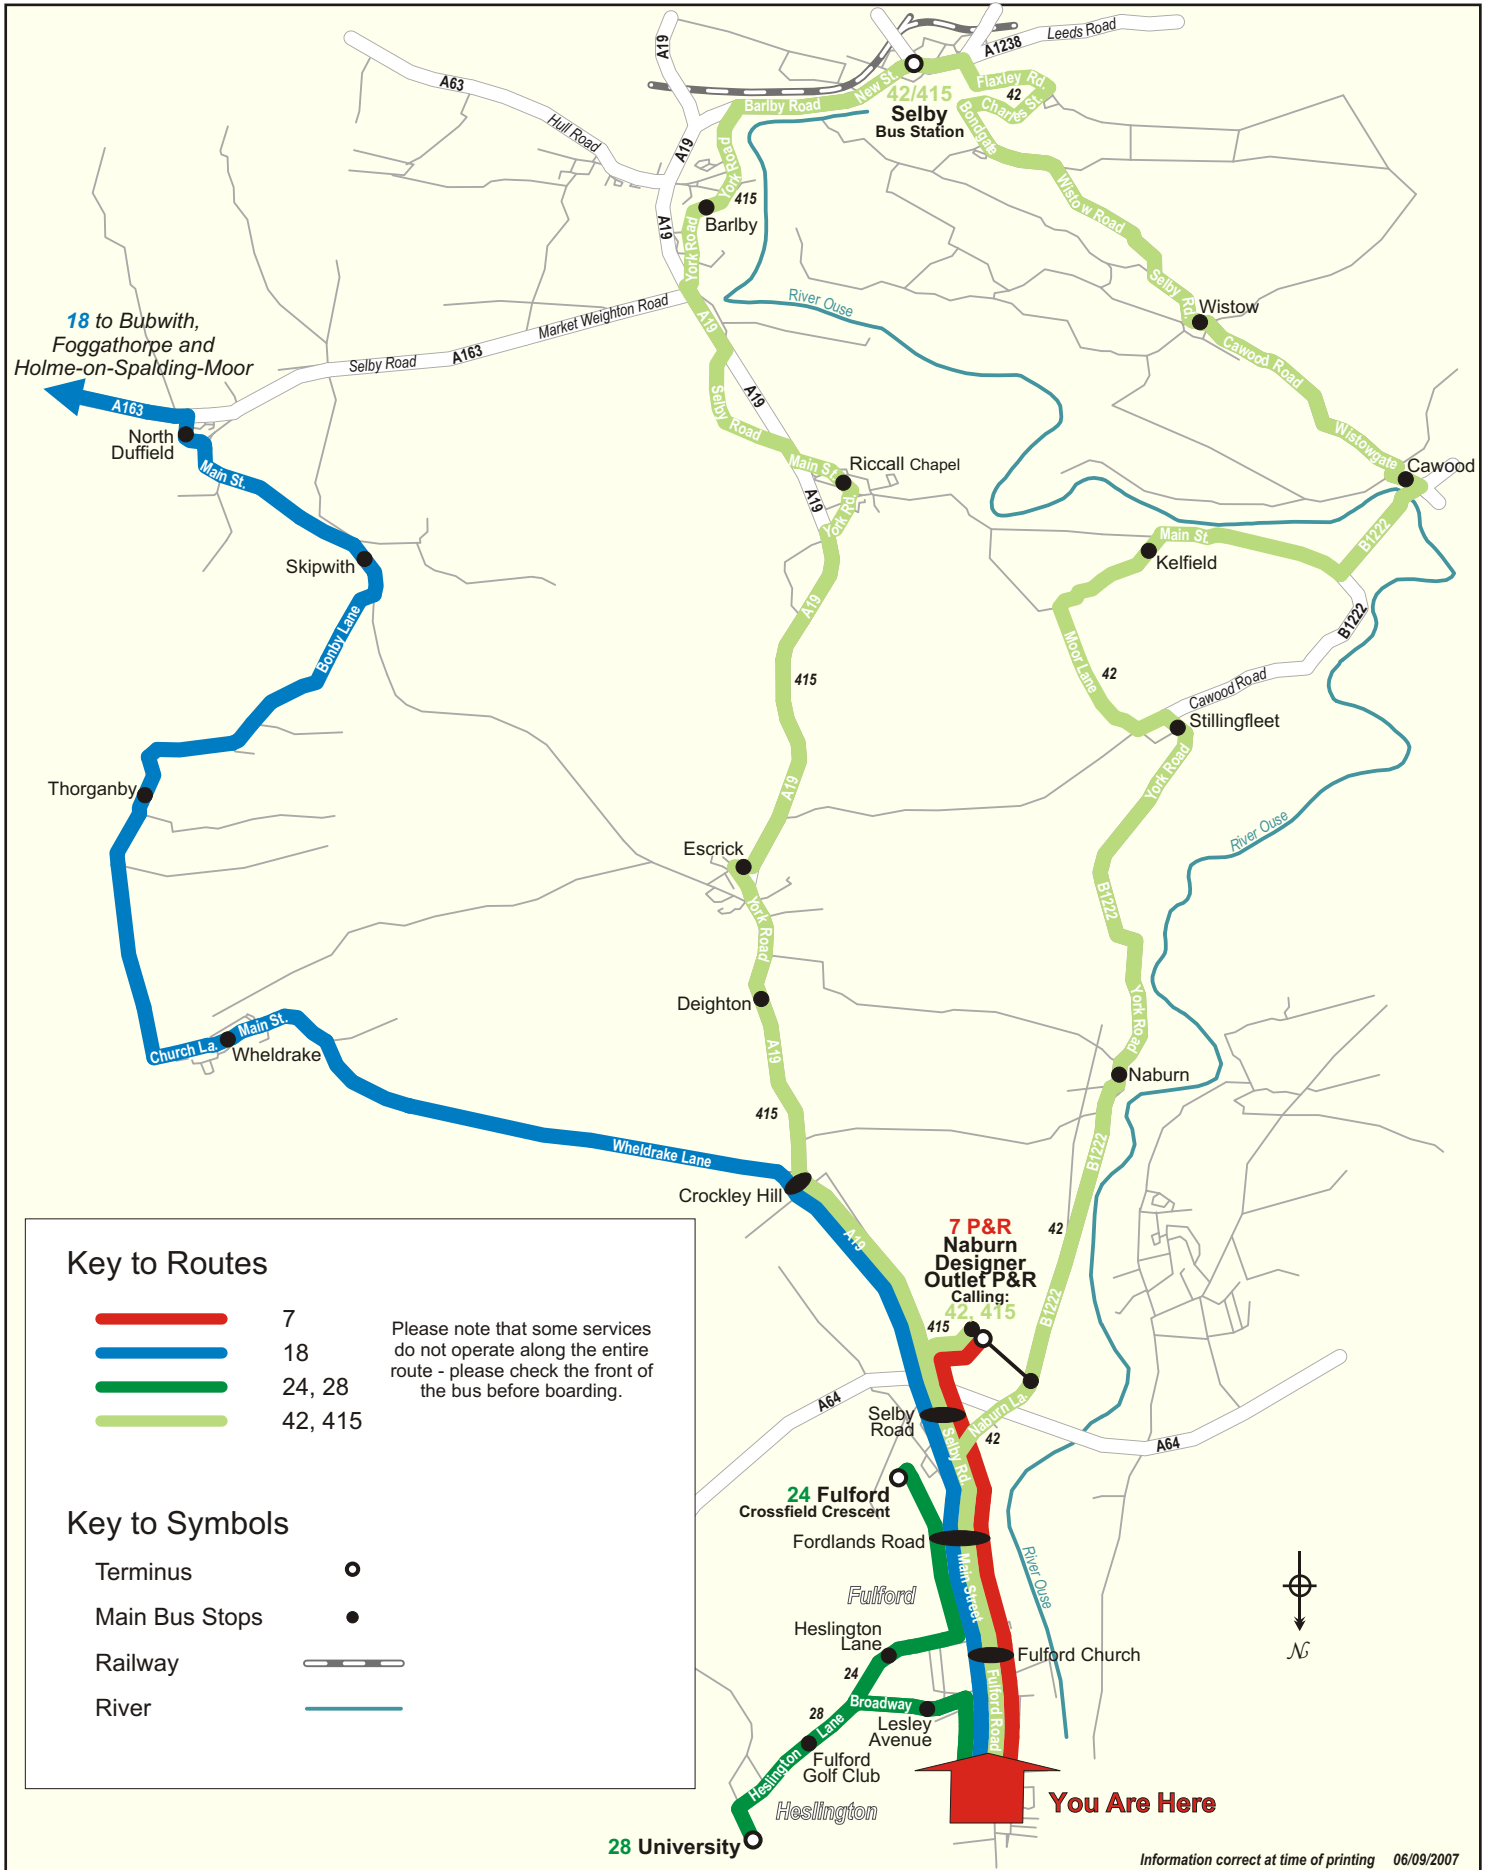 A19
A1238
Leeds Road
A63
Hull Road
A19
A19
New St.
Barlby Road
Flaxley Rd.
42
Charles St.
42/415
Selby
Bus Station
Bondgate
York Road
415
Barlby
York Road
Wistow Road
Selby Rd.
Wistow
River Ouse
18 to Bubwith,
Foggathorpe and
Holme-on-Spalding-Moor
Market Weighton Road
A163
Selby Road
A19
Cawood Road
A163
A19
Selby Road
North
Duffield
Main St.
Wistowgate
Cawood
Main St.
Riccall Chapel
A19
York Rd.
B1222
Main St.
Kelfield
Skipwith
A19
Bonby Lane
B1222
Moor Lane
42
Cawood Road
Stillingfleet
415
York Road
Thorganby
A19
River Ouse
Escrick
B1222
York Road
Deighton
York Road
Church La.
Main St.
Wheldrake
A19
Naburn
415
Wheldrake Lane
B1222
Crockley Hill
A19
42
7 P&R
Naburn
Designer
Outlet P&R
Calling:
42, 415
415
B1222
Key to Routes
7
18
24, 28
42, 415
Please note that some services
do not operate along the entire
route - please check the front of
the bus before boarding.
A64
Selby
Road
Naburn La.
42
A64
Selby Rd.
24 Fulford
Crossfield Crescent
Fordlands Road
Main Street
River Ouse
Fulford
Key to Symbols
Terminus
Main Bus Stops
Railway
River
N
Heslington
Lane
Fulford Church
24
Fulford Road
Broadway
28
Lesley
Avenue
Heslington Lane
Fulford
Golf Club
Heslington
You Are Here
28 University
Information correct at time of printing 06/09/2007